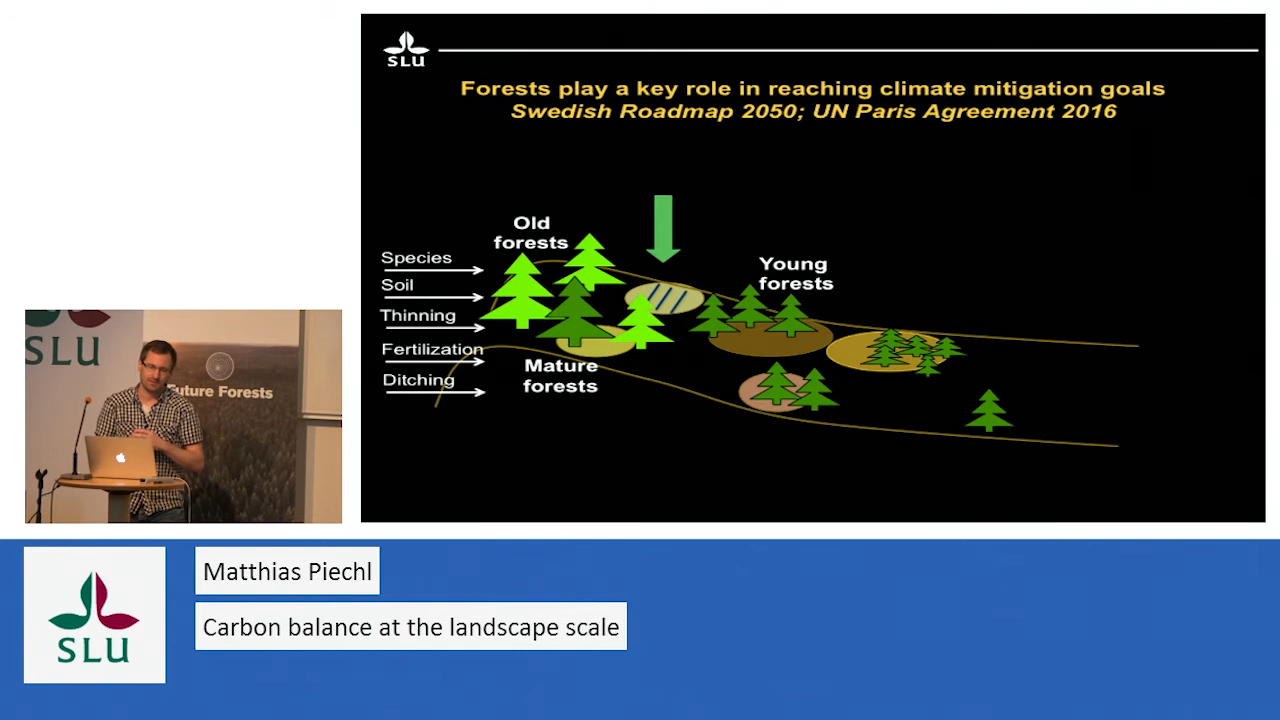 SLU
Forests play a key role in reaching climate mitigation goals
Swedish Roadmap 2050; UN Paris Agreement 2016
Old
forests
Species
Soil
Thinning
Fertilization
Ditching
Young
forests
Mature
forests
SLU
Future Forests
SLU
Matthias Piechl
Carbon balance at the landscape scale